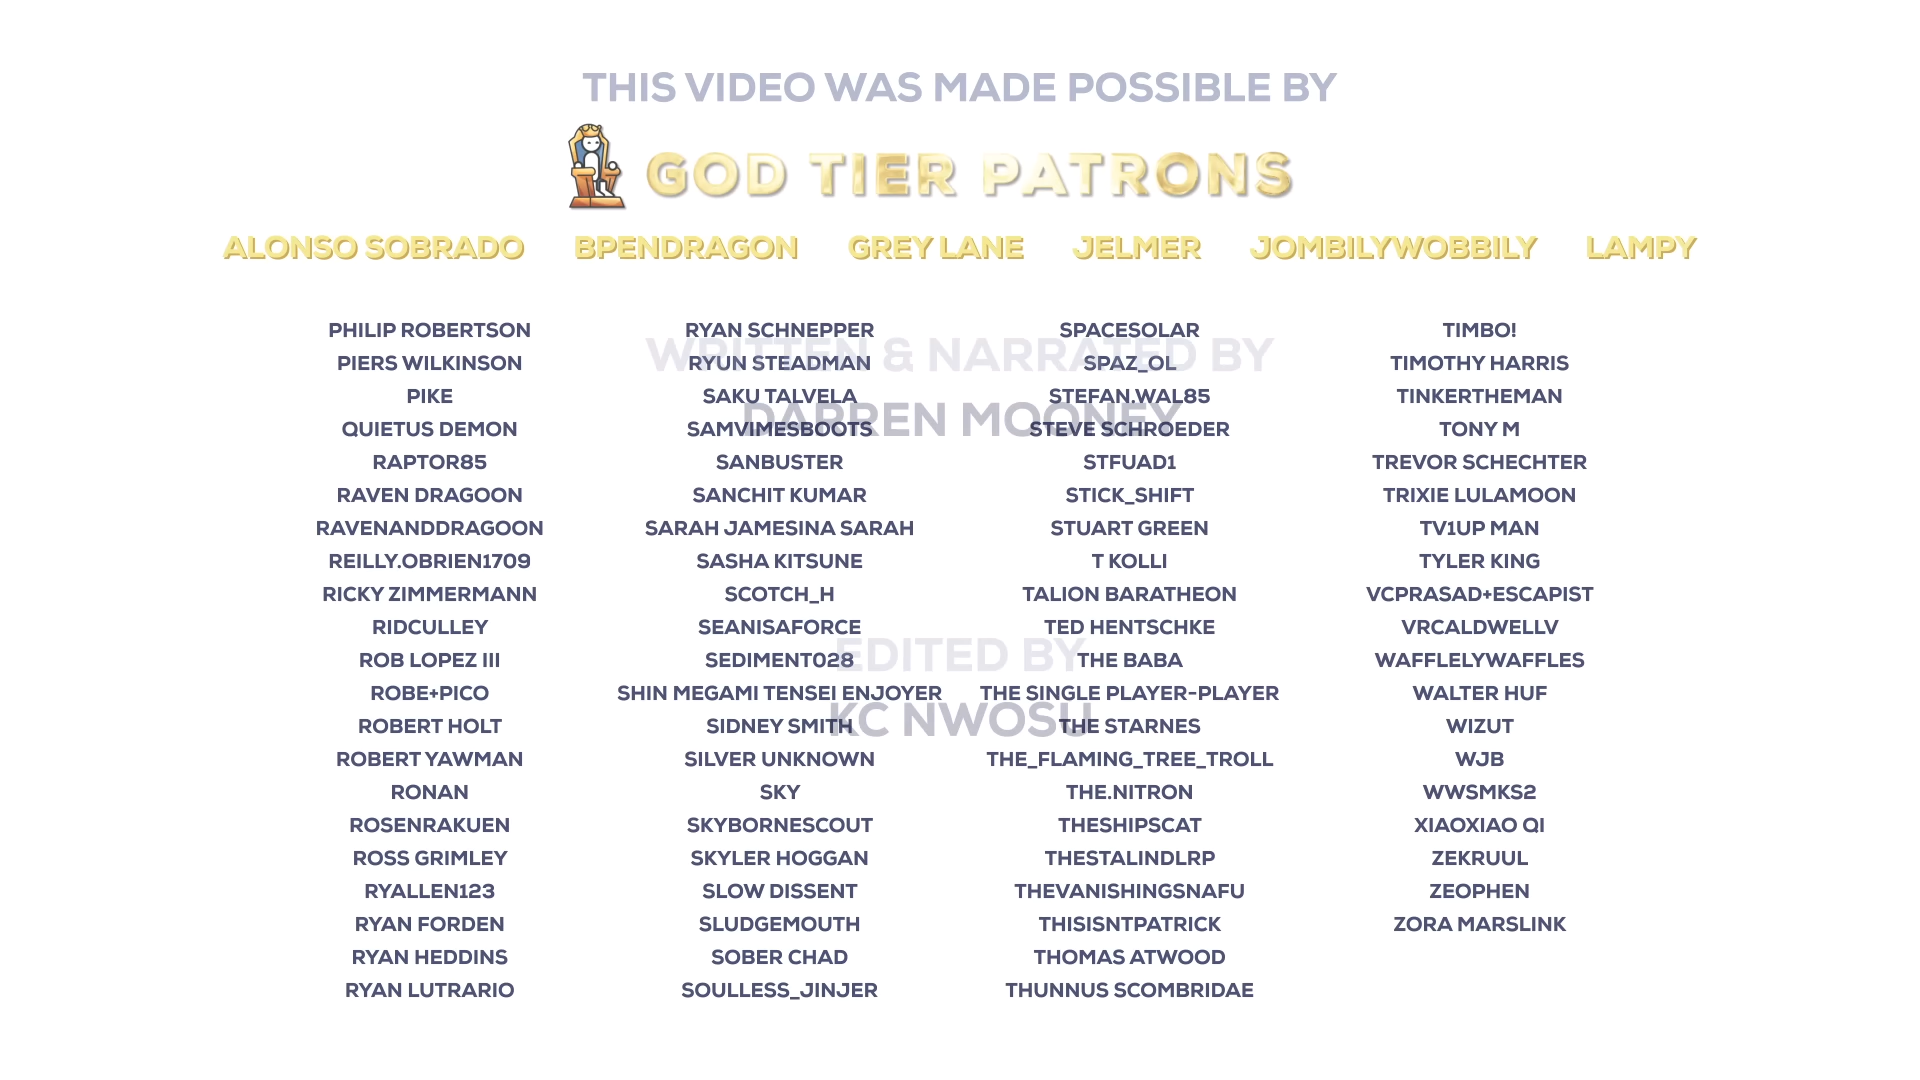 THIS VIDEO WAS MADE POSSIBLE BY
GOD TIER PATRONS
ALONSO SOBRADO BPENDRAGON GREY LANE JELMER JOMBILYWOBBILY LAMPY
PHILIP ROBERTSON
PIERS WILKINSON
PIKE
QUIETUS DEMON
RAPTOR85
RAVEN DRAGOON
RAVENANDDRAGOON
REILLY.OBRIEN1709
RICKY ZIMMERMANN
RIDCULLEY
ROB LOPEZ III
ROBE+PICO
ROBERT HOLT
ROBERT YAWMAN
RONAN
ROSENRAKUEN
ROSS GRIMLEY
RYALLEN123
RYAN FORDEN
RYAN HEDDINS
RYAN LUTRARIO
RYAN SCHNEPPER
RYUN STEADMAN
SAKU TALVELA
SAMVIMESBOOTS
SANBUSTER
SANCHIT KUMAR
SARAH JAMESINA SARAH
SASHA KITSUNE
SCOTCH_H
SEANISAFORCE
SEDIMENT028
SHIN MEGAMI TENSEI ENJOYER
SIDNEY SMITH
SILVER UNKNOWN
SKY
SKYBORNESCOUT
SKYLER HOGGAN
SLOW DISSENT
SLUDGEMOUTH
SOBER CHAD
SOULLESS_JINJER
SPACESOLAR
SPAZ_OL
STEFAN.WAL85
STEVE SCHROEDER
STFUAD1
STICK_SHIFT
STUART GREEN
T KOLLI
TALION BARATHEON
TED HENTSCHKE
THE BABA
THE SINGLE PLAYER-PLAYER
THE STARNES
THE_FLAMING_TREE_TROLL
THE.NITRON
THESHIPSCAT
THESTALINDLRP
THEVANISHINGSNAFU
THISISNTPATRICK
THOMAS ATWOOD
THUNNUS SCOMBRIDAE
TIMBO!
TIMOTHY HARRIS
TINKERTHEMAN
TONY M
TREVOR SCHECHTER
TRIXIE LULAMOON
TV1UP MAN
TYLER KING
VCPRASAD+ESCAPIST
VRCALDWELLV
WAFFLELYWAFFLES
WALTER HUF
WIZUT
WJB
WWSMKS2
XIAOXIAO QI
ZEKRUUL
ZEOPHEN
ZORA MARSLINK
WRITTEN & NARRATED BY
DARREN MOONEY
EDITED BY
KC NWOSU